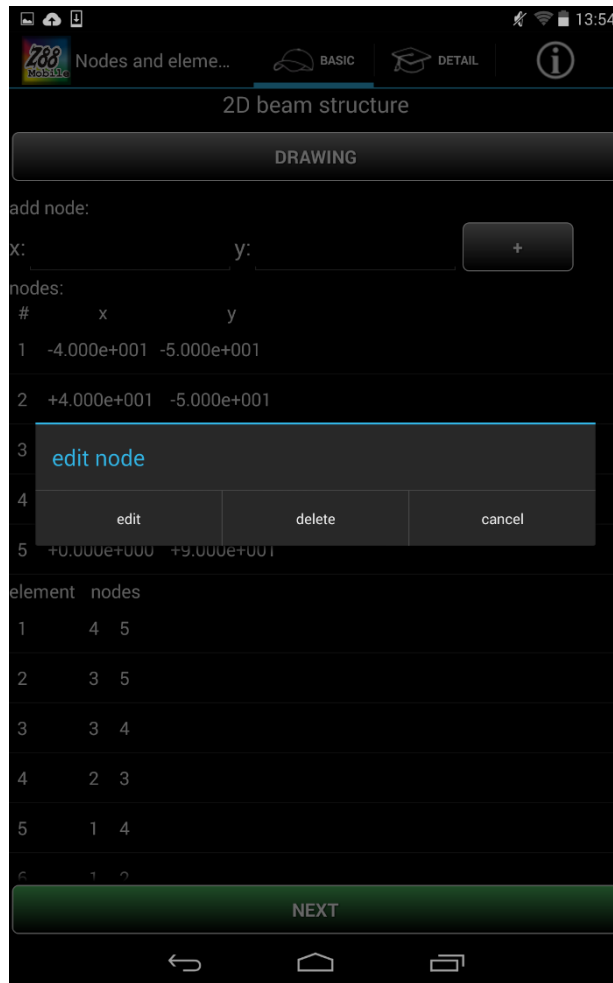 13:54
Z88 Mobile Nodes and eleme... BASIC DETAIL i
2D beam structure
DRAWING
add node:
x: y: +
nodes:
# x y
1 -4.000e+001 -5.000e+001
2 +4.000e+001 -5.000e+001
3
edit node
4
edit delete cancel
5 +0.000e+000 +9.000e+001
element nodes
1 4 5
2 3 5
3 3 4
4 2 3
5 1 4
6 1 2
NEXT